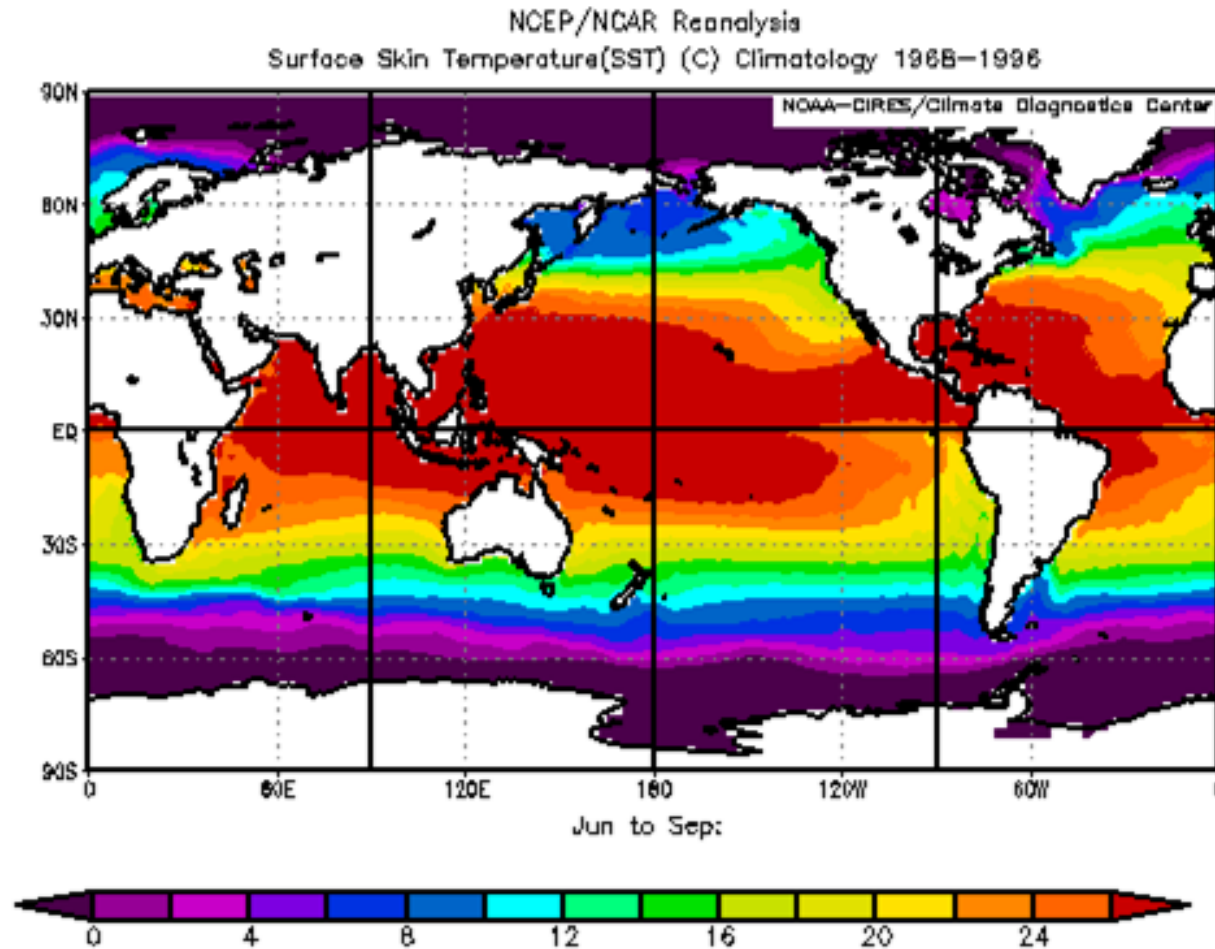 NCEP/NCAR Reanalysis
Surface Skin Temperature(SST) (C) Climatology 1968-1996
NOAA-CIRES/Climate Diagnostics Center
90N
60N
30N
EQ
30S
60S
90S
0 60E 120E 180 120W 60W 0
Jun to Sep:
0 4 8 12 16 20 24